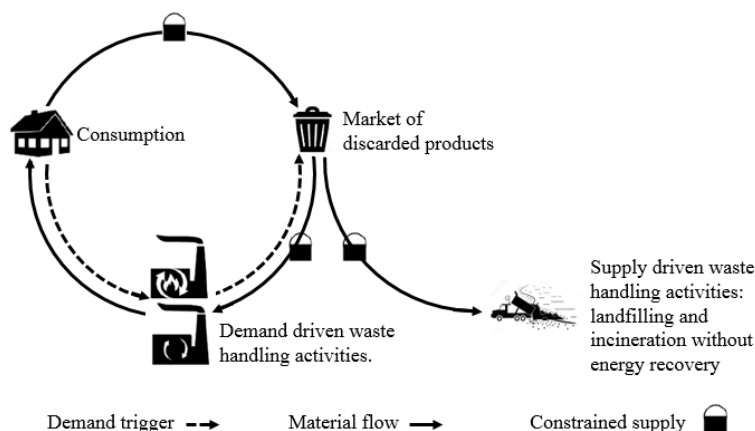 Consumption
Market of
discarded products
Demand driven waste
handling activities.
Supply driven waste
handling activities:
landfilling and
incineration without
energy recovery
Demand trigger
Material flow
Constrained supply